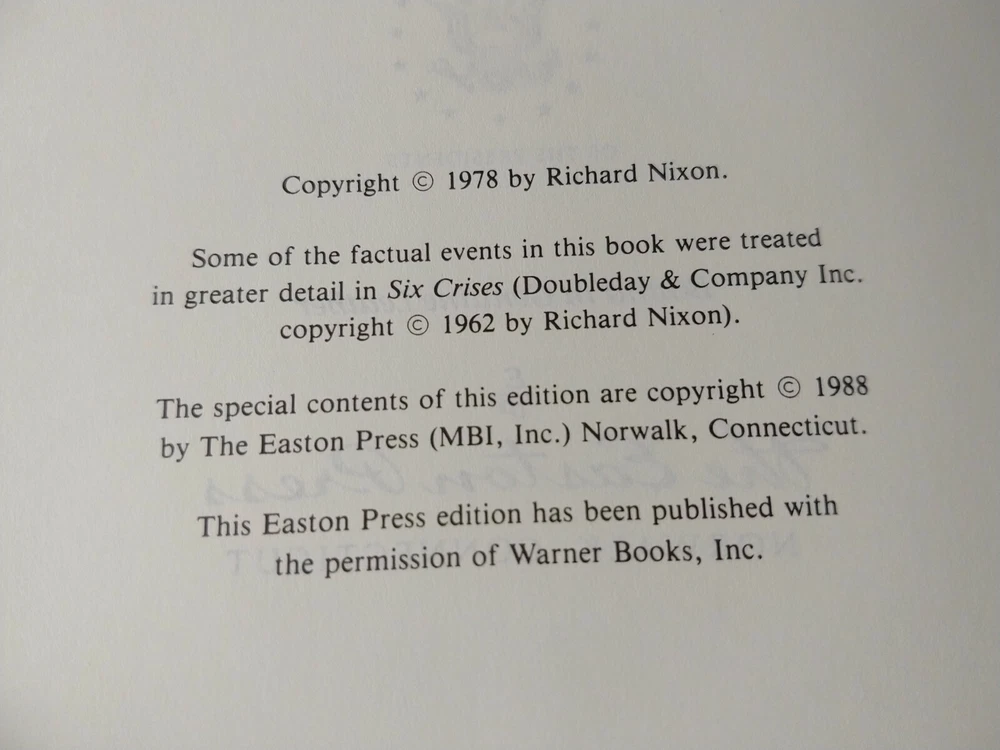 Copyright © 1978 by Richard Nixon.
Some of the factual events in this book were treated
in greater detail in Six Crises (Doubleday & Company Inc.
copyright © 1962 by Richard Nixon).
The special contents of this edition are copyright © 1988
by The Easton Press (MBI, Inc.) Norwalk, Connecticut.
This Easton Press edition has been published with
the permission of Warner Books, Inc.